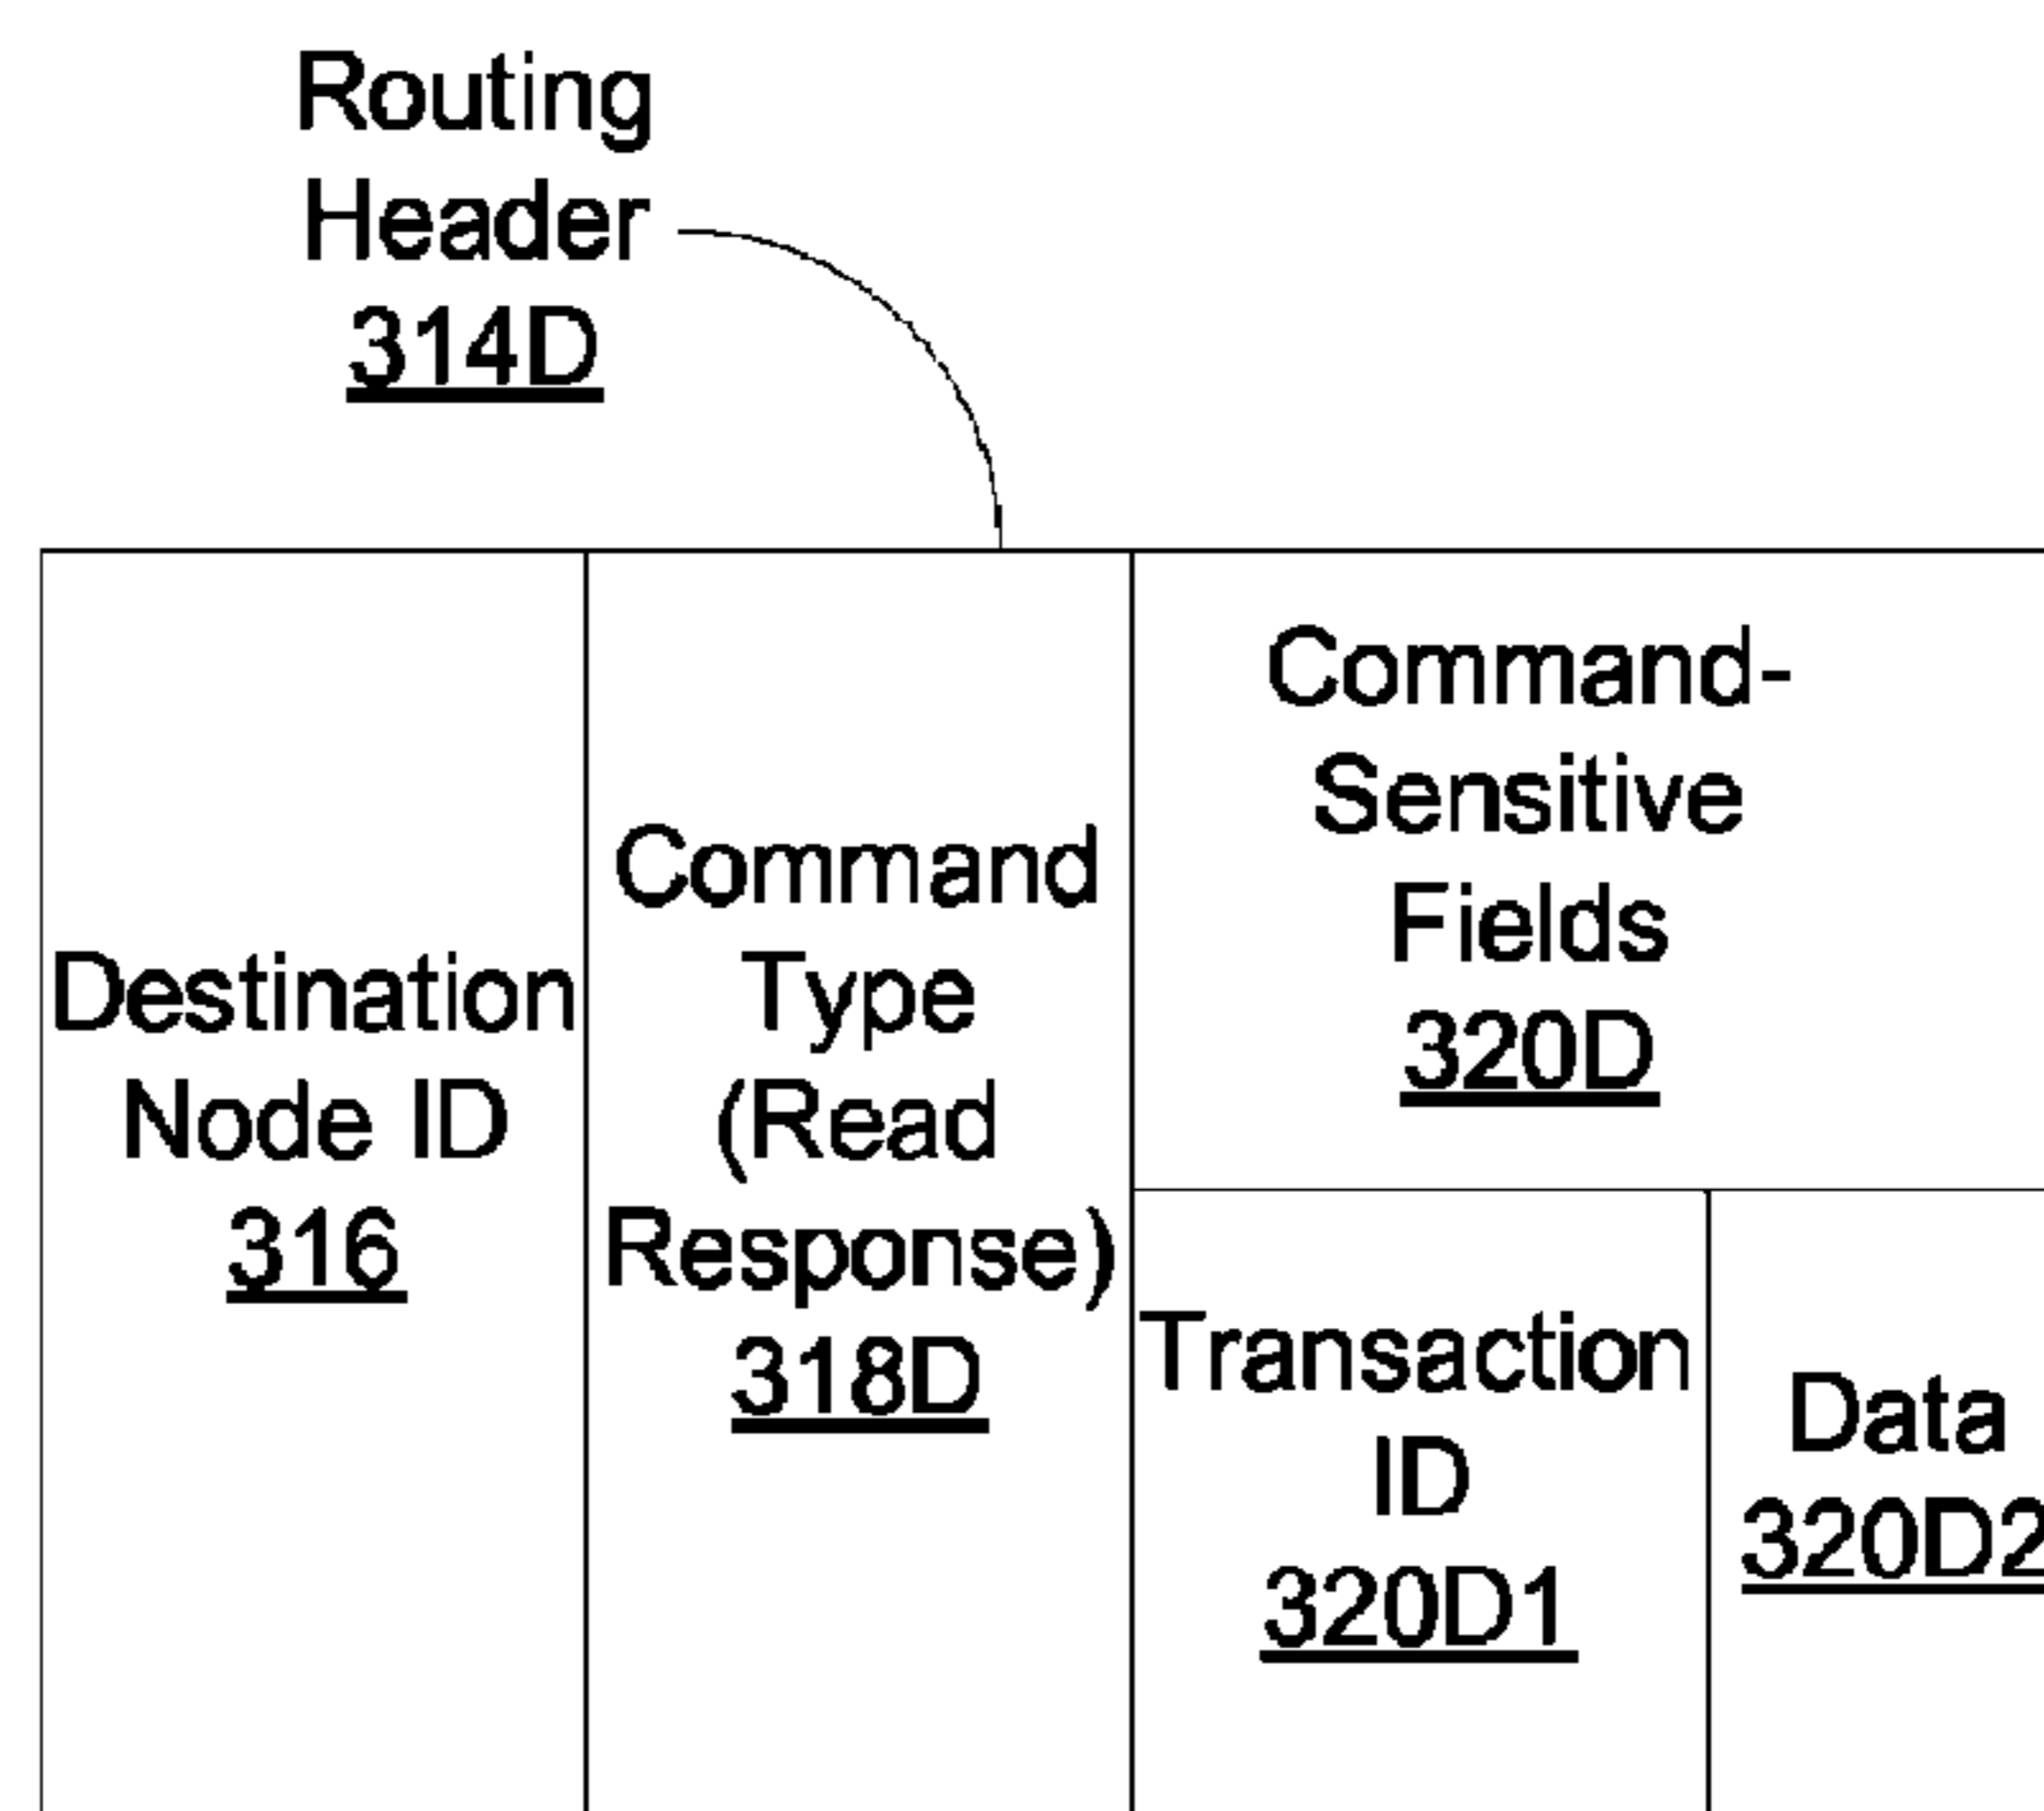 Routing
Header
314D
Destination
Node ID
316
Command
Type
(Read
Response)
318D
Command-
Sensitive
Fields
320D
Transaction
ID
320D1
Data
320D2